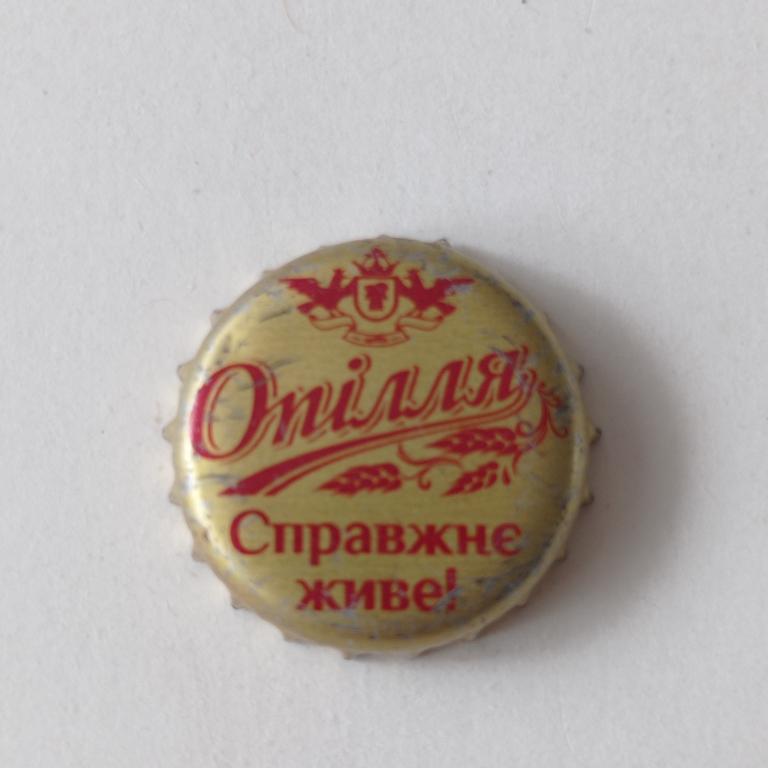 Опілля
Справжнє
живе!